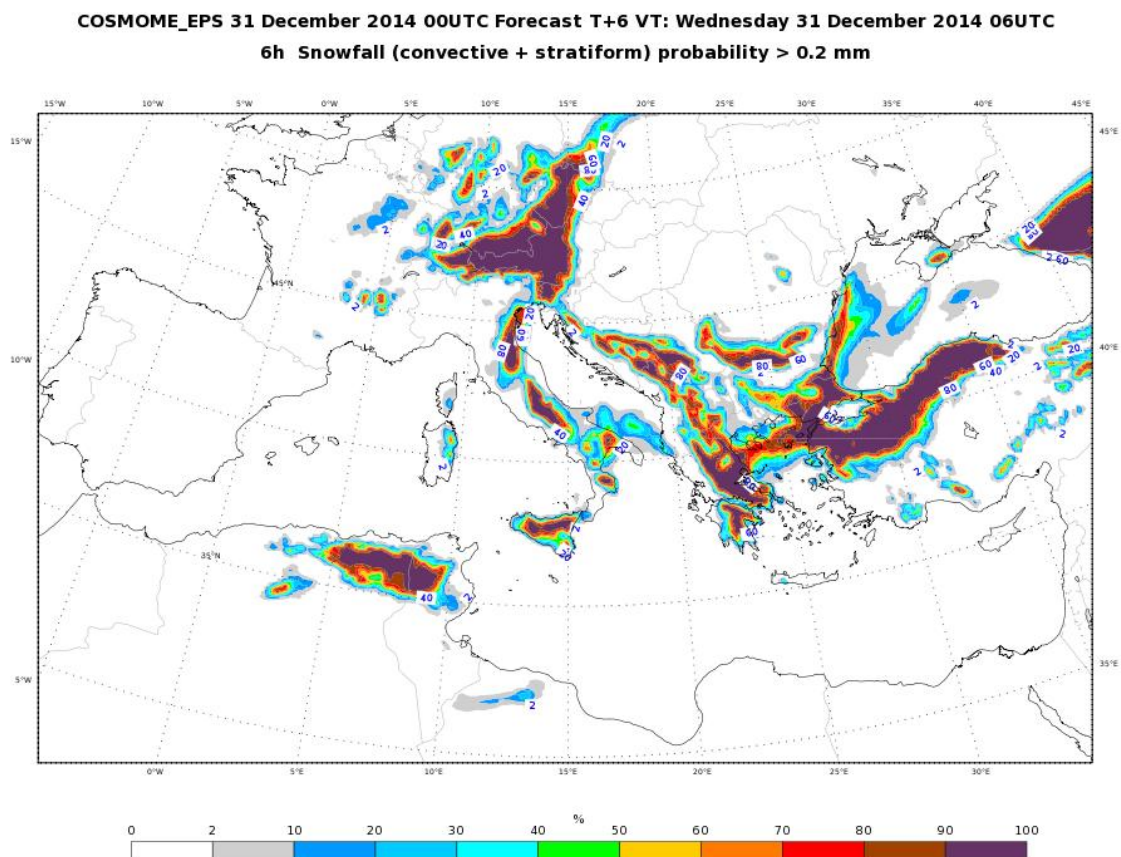 COSMOME_EPS 31 December 2014 00UTC Forecast T+6 VT: Wednesday 31 December 2014 06UTC
6h Snowfall (convective + stratiform) probability > 0.2 mm
15°W 10°W 5°W 0°W 5°E 10°E 15°E 20°E 25°E 30°E 35°E 40°E 45°E
15°W
45°E
45°N
10°W
40°E
35°N
5°W
35°E
0°W 5°E 10°E 15°E 20°E 25°E 30°E
%
0 2 10 20 30 40 50 60 70 80 90 100